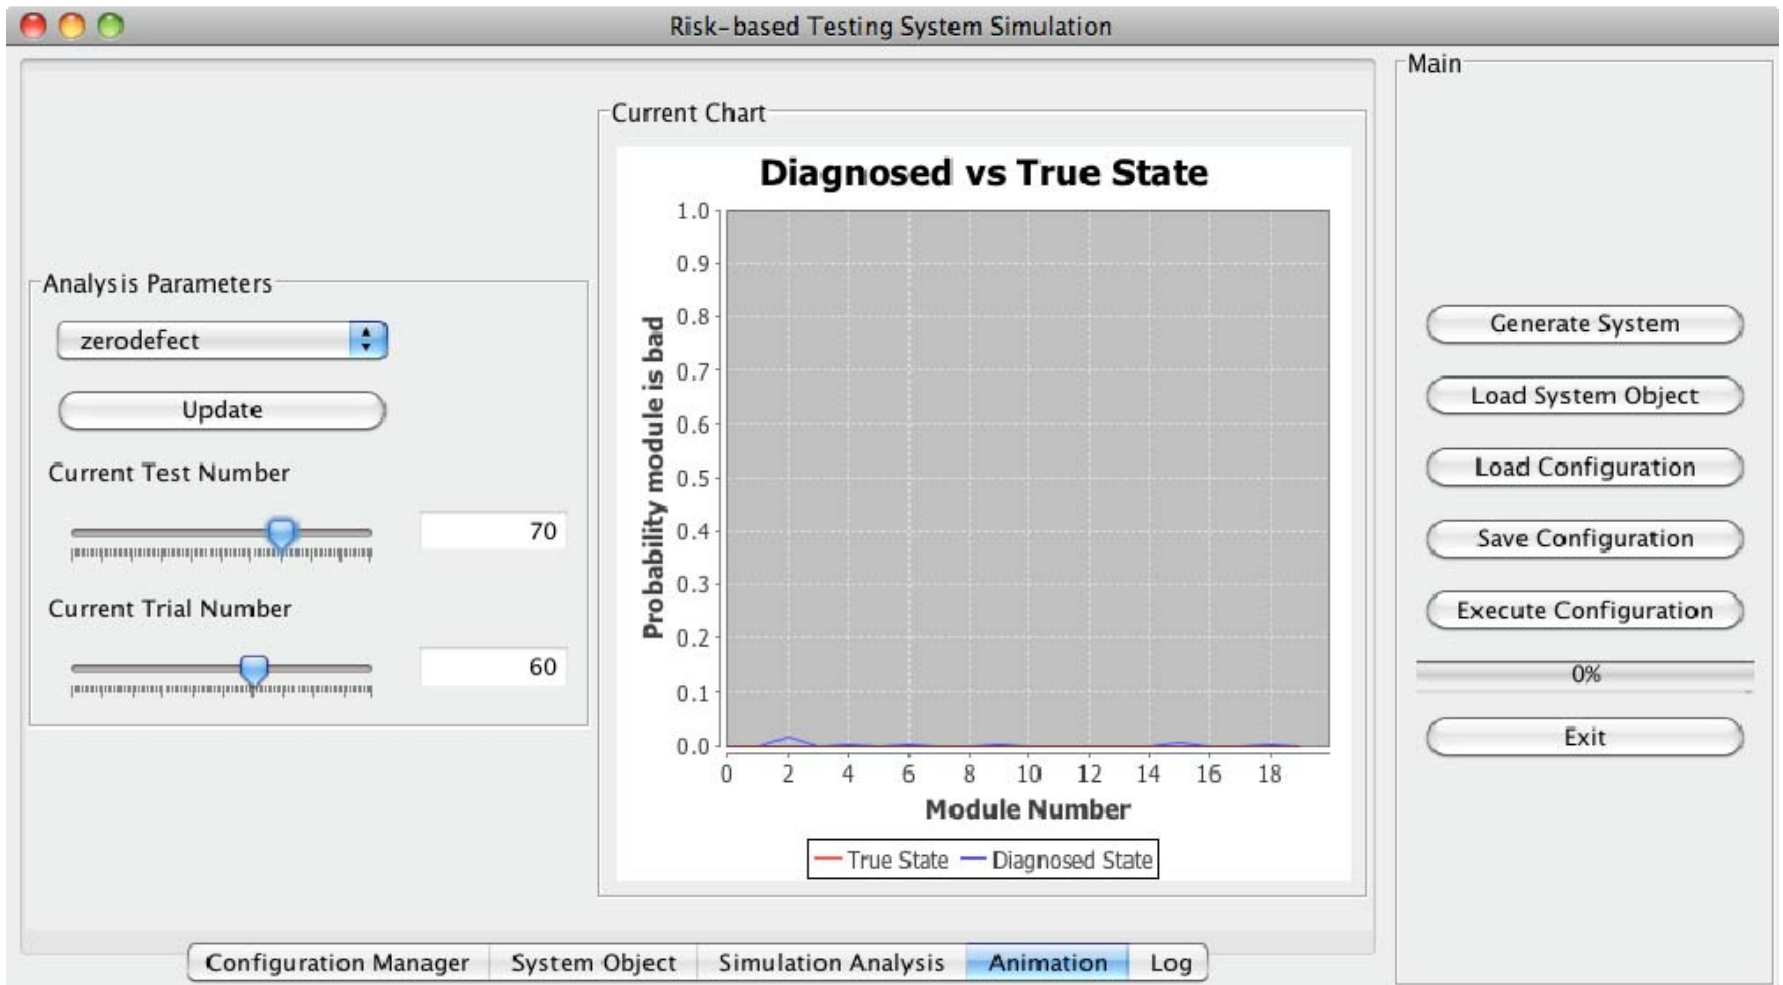 Risk-based Testing System Simulation
Analysis Parameters
zerodefect
Update
Current Test Number
70
Current Trial Number
60
Current Chart
Diagnosed vs True State
Probability module is bad
1.0
0.9
0.8
0.7
0.6
0.5
0.4
0.3
0.2
0.1
0.0
0 2 4 6 8 10 12 14 16 18
Module Number
True State Diagnosed State
Main
Generate System
Load System Object
Load Configuration
Save Configuration
Execute Configuration
0%
Exit
Configuration Manager System Object Simulation Analysis Animation Log